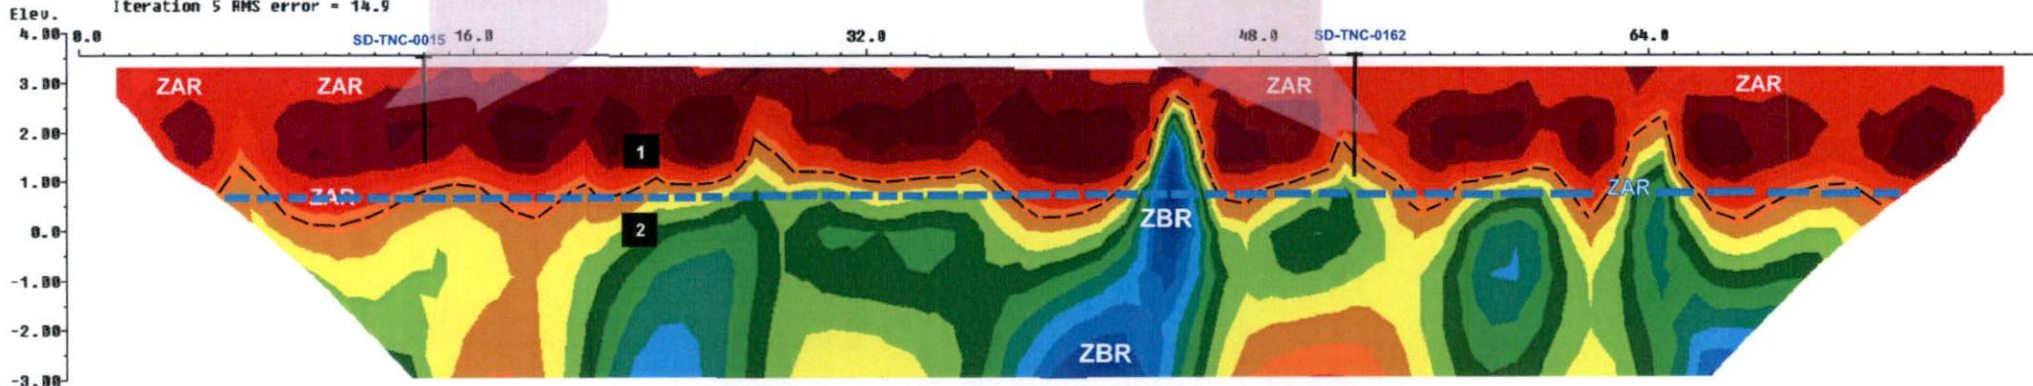 Iteration 5 RMS error = 14.9
Elev.
4.00 0.0 SD-TNC-0015 16.0 32.0 48.0 SD-TNC-0162 64.0
3.00 ZAR ZAR ZAR ZAR
2.00
1
1.00
ZAR ZAR
0.0 2 ZBR
-1.00
-2.00
ZBR
-3.00